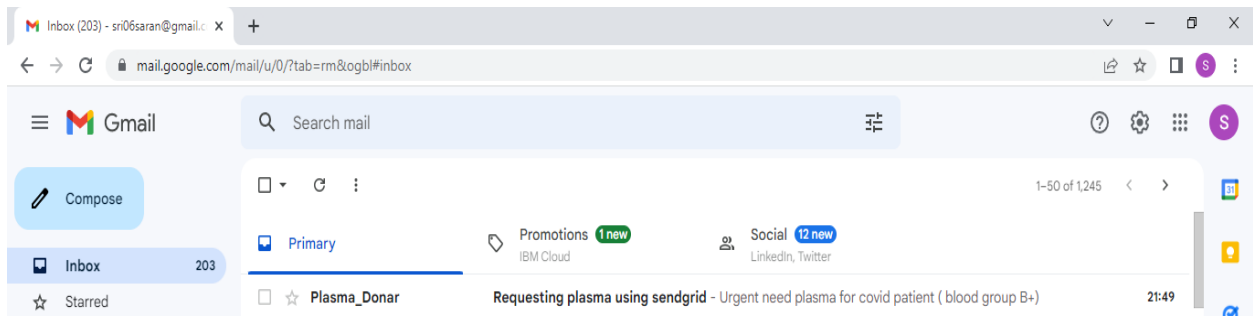 Inbox (203) - sri06saran@gmail.c
mail.google.com/mail/u/0/?tab=rm&ogbl#inbox
S
Gmail
Search mail
S
Compose
1–50 of 1,245
31
Primary
Promotions 1 new
IBM Cloud
Social 12 new
LinkedIn, Twitter
Inbox 203
Starred
Plasma_Donar Requesting plasma using sendgrid - Urgent need plasma for covid patient ( blood group B+) 21:49